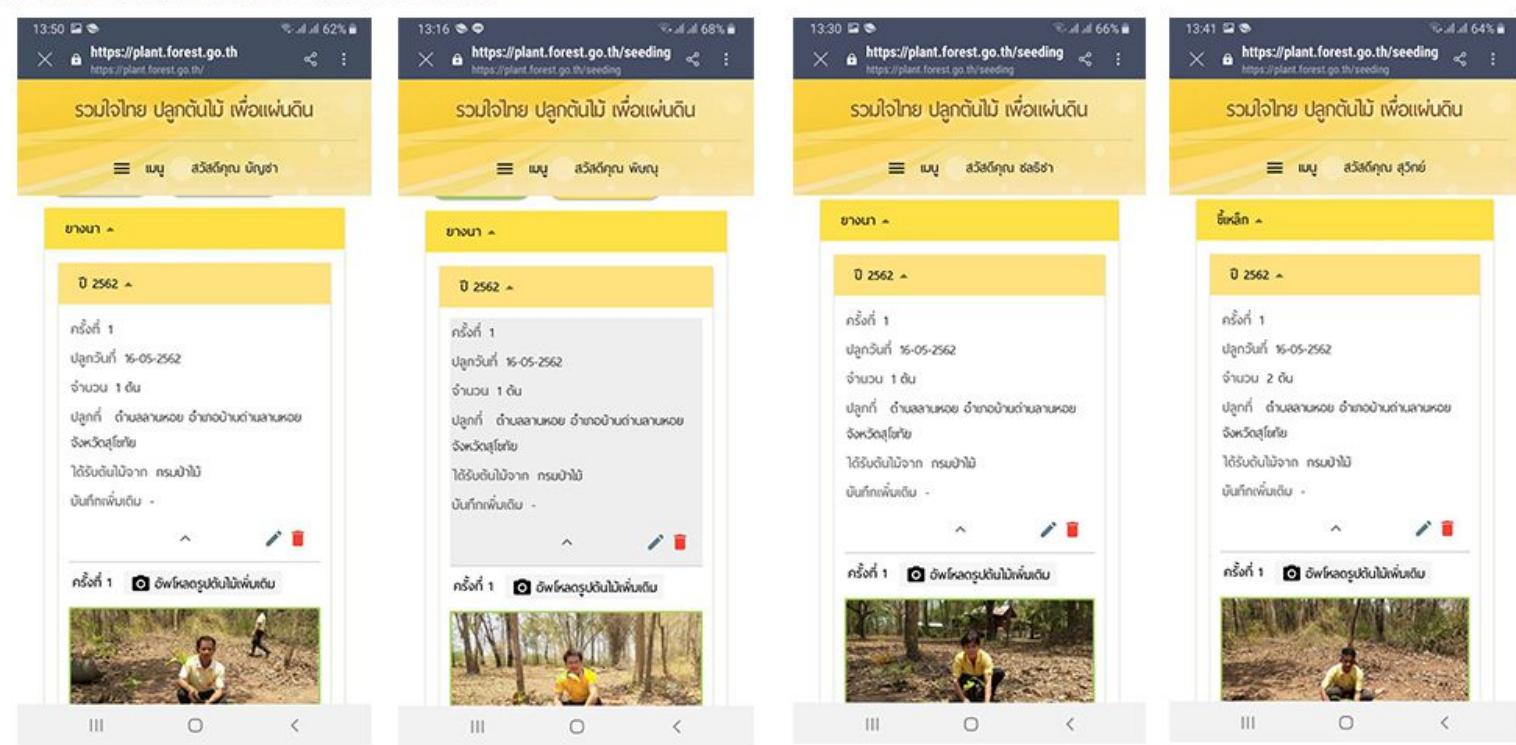 13:50 62%
https://plant.forest.go.th
https://plant.forest.go.th/
รวมใจไทย ปลูกต้นไม้ เพื่อแผ่นดิน
เมนู สวัสดีคุณ บัญชา
ยางนา
ปี 2562
ครั้งที่ 1
ปลูกวันที่ 16-05-2562
จำนวน 1 ต้น
ปลูกที่ ตำบลลานหอย อำเภอบ้านด่านลานหอย
จังหวัดสุโขทัย
ได้รับต้นไม้จาก กรมป่าไม้
บันทึกเพิ่มเติม -
ครั้งที่ 1 อัพโหลดรูปต้นไม้เพิ่มเติม
13:16 68%
https://plant.forest.go.th/seeding
https://plant.forest.go.th/seeding
รวมใจไทย ปลูกต้นไม้ เพื่อแผ่นดิน
เมนู สวัสดีคุณ พิษณุ
ยางนา
ปี 2562
ครั้งที่ 1
ปลูกวันที่ 16-05-2562
จำนวน 1 ต้น
ปลูกที่ ตำบลลานหอย อำเภอบ้านด่านลานหอย
จังหวัดสุโขทัย
ได้รับต้นไม้จาก กรมป่าไม้
บันทึกเพิ่มเติม -
ครั้งที่ 1 อัพโหลดรูปต้นไม้เพิ่มเติม
13:30 66%
https://plant.forest.go.th/seeding
https://plant.forest.go.th/seeding
รวมใจไทย ปลูกต้นไม้ เพื่อแผ่นดิน
เมนู สวัสดีคุณ ชลธิชา
ยางนา
ปี 2562
ครั้งที่ 1
ปลูกวันที่ 16-05-2562
จำนวน 1 ต้น
ปลูกที่ ตำบลลานหอย อำเภอบ้านด่านลานหอย
จังหวัดสุโขทัย
ได้รับต้นไม้จาก กรมป่าไม้
บันทึกเพิ่มเติม -
ครั้งที่ 1 อัพโหลดรูปต้นไม้เพิ่มเติม
13:41 64%
https://plant.forest.go.th/seeding
https://plant.forest.go.th/seeding
รวมใจไทย ปลูกต้นไม้ เพื่อแผ่นดิน
เมนู สวัสดีคุณ สุวิทย์
ขี้เหล็ก
ปี 2562
ครั้งที่ 1
ปลูกวันที่ 16-05-2562
จำนวน 2 ต้น
ปลูกที่ ตำบลลานหอย อำเภอบ้านด่านลานหอย
จังหวัดสุโขทัย
ได้รับต้นไม้จาก กรมป่าไม้
บันทึกเพิ่มเติม -
ครั้งที่ 1 อัพโหลดรูปต้นไม้เพิ่มเติม